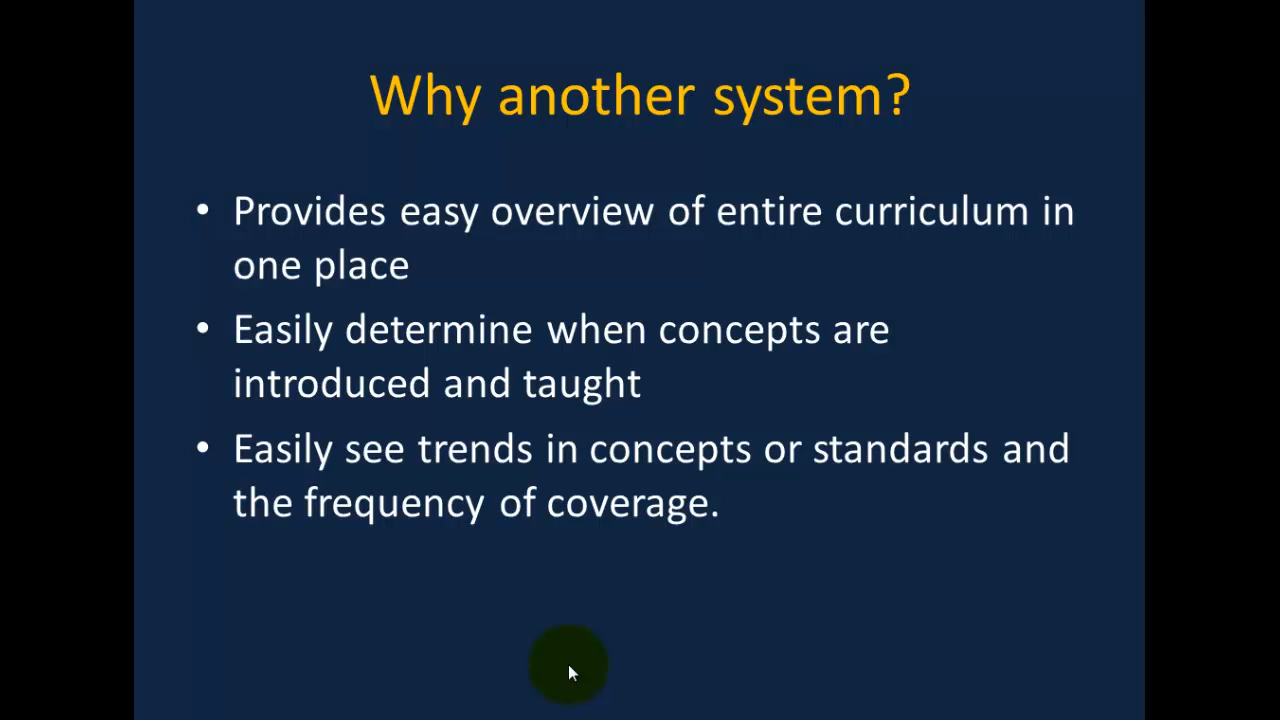 Why another system?
• Provides easy overview of entire curriculum in
one place
• Easily determine when concepts are
introduced and taught
• Easily see trends in concepts or standards and
the frequency of coverage.